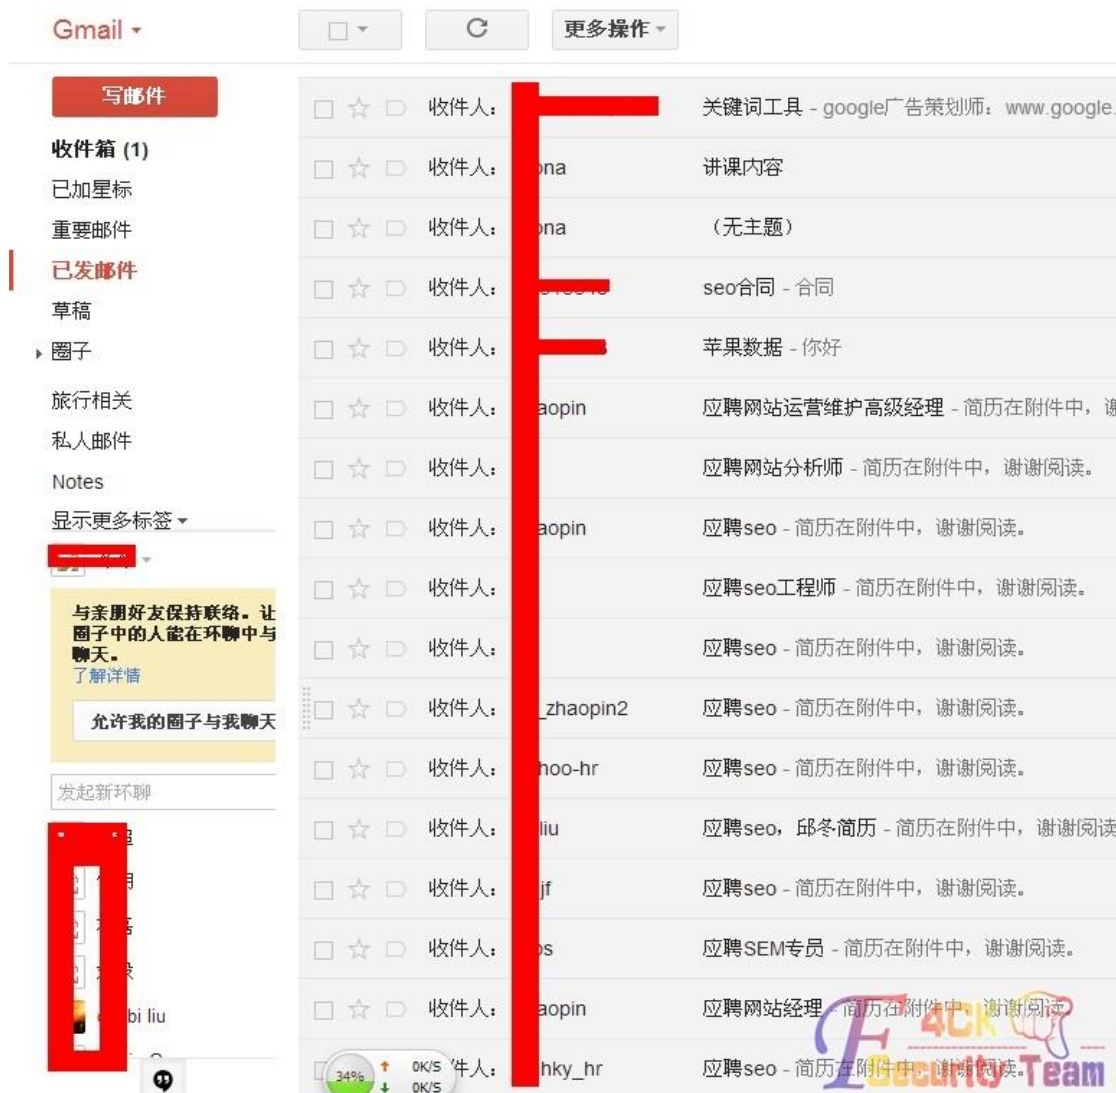 Gmail
更多操作
写邮件
收件箱 (1)
已加星标
重要邮件
已发邮件
草稿
圈子
旅行相关
私人邮件
Notes
显示更多标签
与亲朋好友保持联络。让
圈子中的人能在环聊中与
聊天。
了解详情
允许我的圈子与我聊天
发起新环聊
bi liu
收件人： 关键词工具 - google广告策划师：www.google.
收件人： ona 讲课内容
收件人： ona （无主题）
收件人： seo合同 - 合同
收件人： 苹果数据 - 你好
收件人： aopin 应聘网站运营维护高级经理 - 简历在附件中，谢
收件人： 应聘网站分析师 - 简历在附件中，谢谢阅读。
收件人： aopin 应聘seo - 简历在附件中，谢谢阅读。
收件人： 应聘seo工程师 - 简历在附件中，谢谢阅读。
收件人： 应聘seo - 简历在附件中，谢谢阅读。
收件人： _zhaopin2 应聘seo - 简历在附件中，谢谢阅读。
收件人： hoo-hr 应聘seo - 简历在附件中，谢谢阅读。
收件人： liu 应聘seo，邱冬简历 - 简历在附件中，谢谢阅读
收件人： jf 应聘seo - 简历在附件中，谢谢阅读。
收件人： os 应聘SEM专员 - 简历在附件中，谢谢阅读。
收件人： aopin 应聘网站经理 - 简历在附件中，谢谢阅读。
件人： hky_hr 应聘seo - 简历在附件中，谢谢阅读。
34% 0K/S
0K/S
F4CK
Security Team